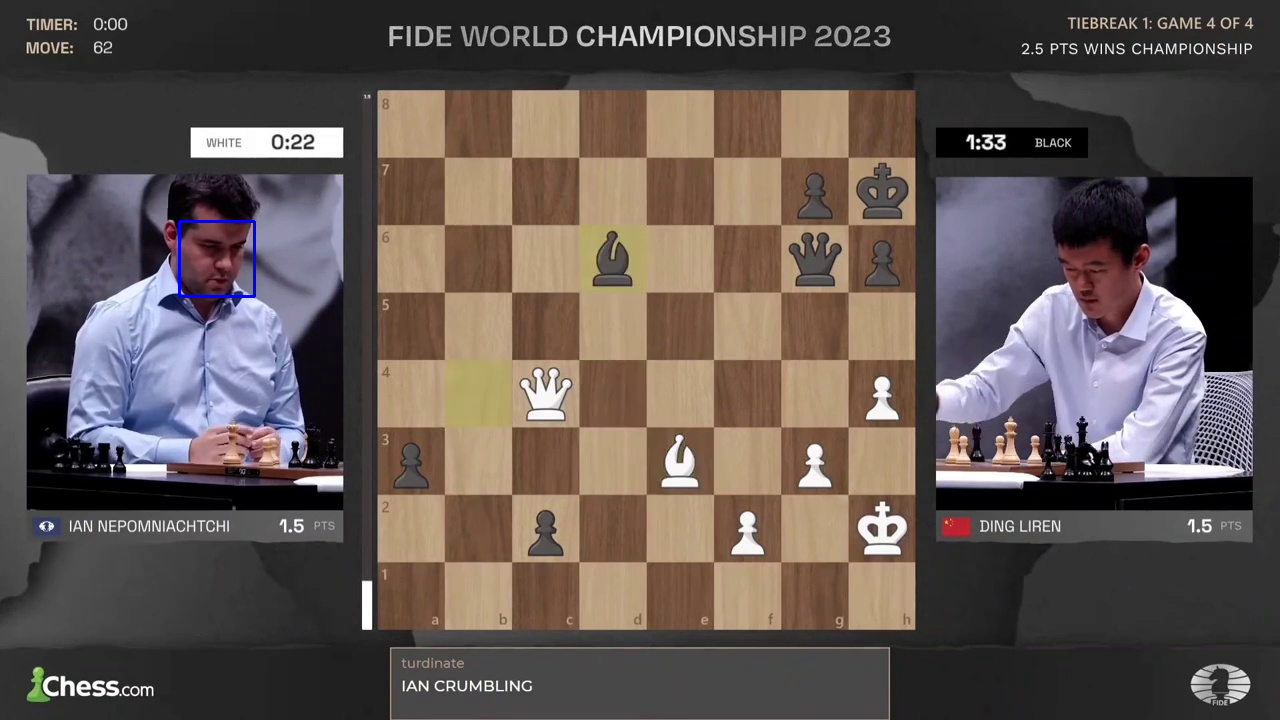 TIMER: 0:00
MOVE: 62
FIDE WORLD CHAMPIONSHIP 2023
TIEBREAK 1: GAME 4 OF 4
2.5 PTS WINS CHAMPIONSHIP
WHITE 0:22
1:33 BLACK
1.5
8
7
6
5
4
3
2
1
a b c d e f g h
IAN NEPOMNIACHTCHI 1.5 PTS
DING LIREN 1.5 PTS
turdinate
IAN CRUMBLING
Chess.com
FIDE